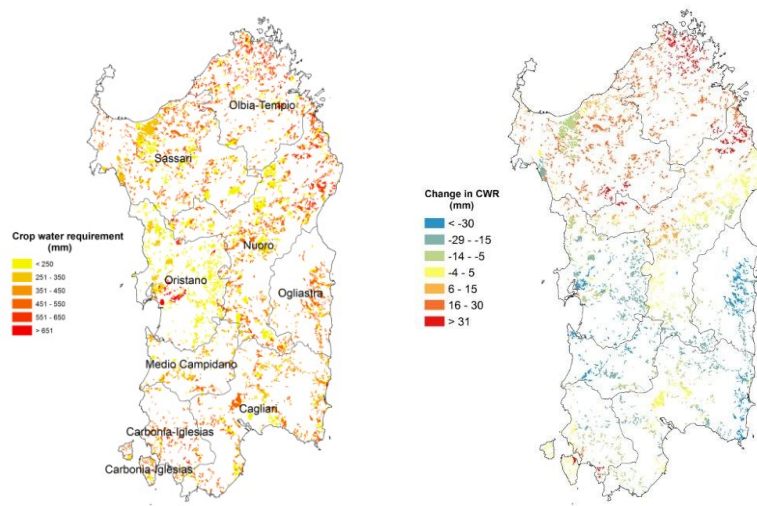 Olbia-Tempio
Sassari
Nuoro
Oristano
Ogliastra
Medio Campidano
Cagliari
Carbonia-Iglesias
Carbonia-Iglesias
Crop water requirement
(mm)
< 250
251 - 350
351 - 450
451 - 550
551 - 650
> 651
Change in CWR
(mm)
< -30
-29 - -15
-14 - -5
-4 - 5
6 - 15
16 - 30
> 31